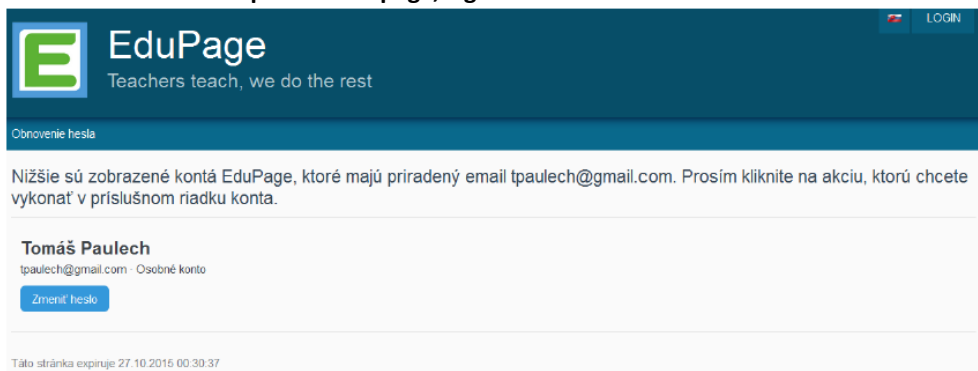 LOGIN
EduPage
Teachers teach, we do the rest
Obnovenie hesla
Nižšie sú zobrazené kontá EduPage, ktoré majú priradený email tpaulech@gmail.com. Prosím kliknite na akciu, ktorú chcete
vykonať v príslušnom riadku konta.
Tomáš Paulech
tpaulech@gmail.com - Osobné konto
Zmeniť heslo
Táto stránka expiruje 27.10.2015 00:30:37